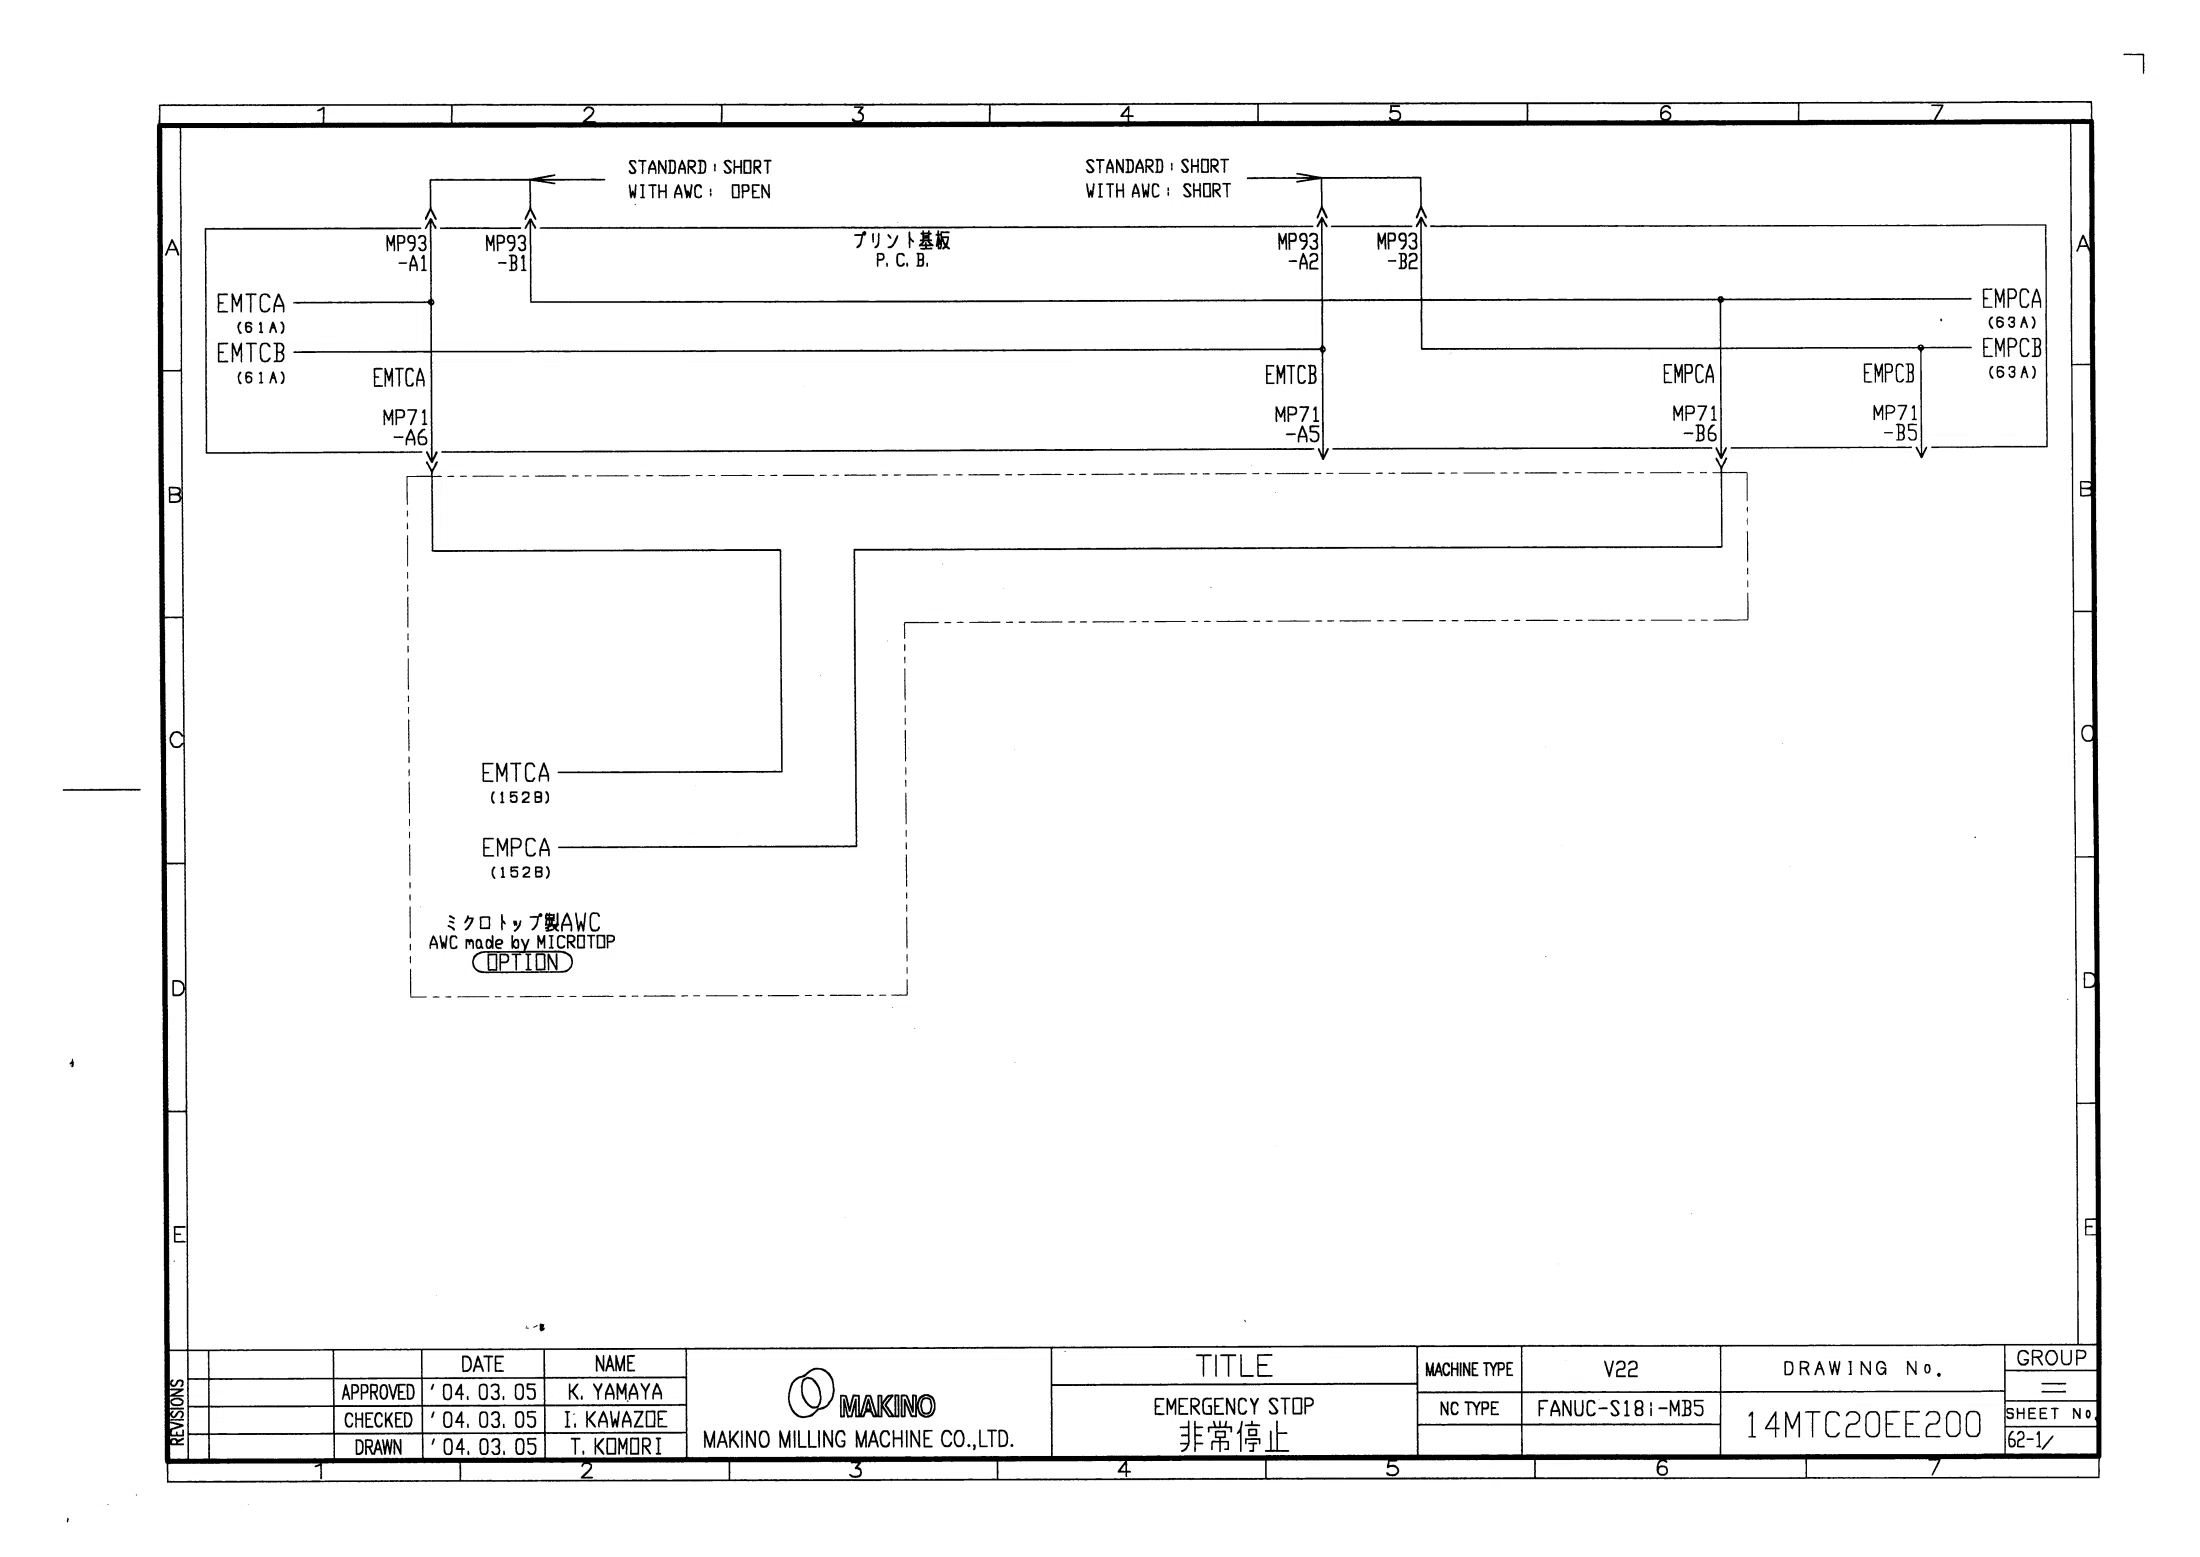 1 2 3 4 5 6 7
STANDARD : SHORT
WITH AWC : OPEN
STANDARD : SHORT
WITH AWC : SHORT
A A
MP93
-A1
MP93
-B1
プリント基板
P. C. B.
MP93
-A2
MP93
-B2
EMTCA
(61A)
EMTCB
(61A)
EMPCA
(63A)
EMPCB
(63A)
EMTCA
EMTCB
EMPCA
EMPCB
MP71
-A6
MP71
-A5
MP71
-B6
MP71
-B5
B B
C C
EMTCA
(152B)
EMPCA
(152B)
ミクロトップ製AWC
AWC made by MICROTOP
OPTION
D D
E E
REVISIONS
DATE NAME
APPROVED '04. 03. 05 K. YAMAYA
CHECKED '04. 03. 05 I. KAWAZOE
DRAWN '04. 03. 05 T. KOMORI
MAKINO
MAKINO MILLING MACHINE CO.,LTD.
TITLE
EMERGENCY STOP
非常停止
MACHINE TYPE V22
NC TYPE FANUC-S18i-MB5
DRAWING No.
14MTC20EE200
GROUP
=
SHEET No.
62-1/
1 2 3 4 5 6 7